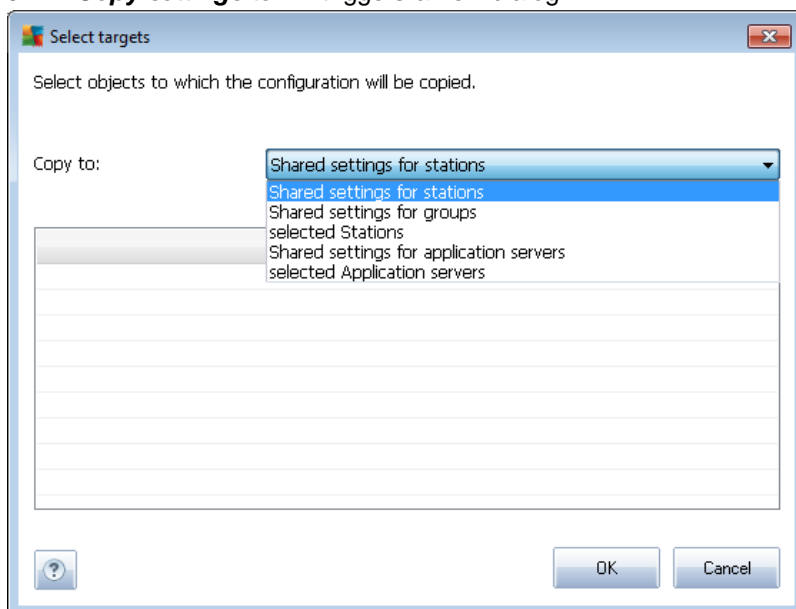 Select targets
Select objects to which the configuration will be copied.
Copy to:
Shared settings for stations
Shared settings for stations
Shared settings for groups
selected Stations
Shared settings for application servers
selected Application servers
?
OK
Cancel